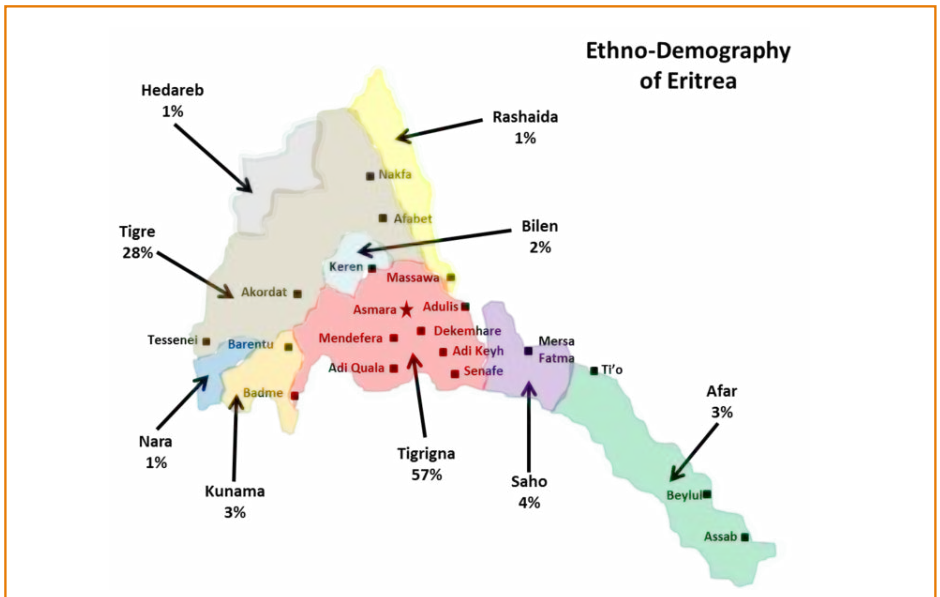 Ethno-Demography
of Eritrea
Hedareb
1%
Rashaida
1%
Nakfa
Afabet
Bilen
2%
Tigre
28%
Keren
Massawa
Akordat
Asmara
Adulis
Tessenei
Barentu
Mendefera
Dekemhare
Mersa
Fatma
Adi Keyh
Adi Quala
Senafe
Ti'o
Badme
Afar
3%
Nara
1%
Tigrigna
57%
Kunama
3%
Saho
4%
Beylul
Assab